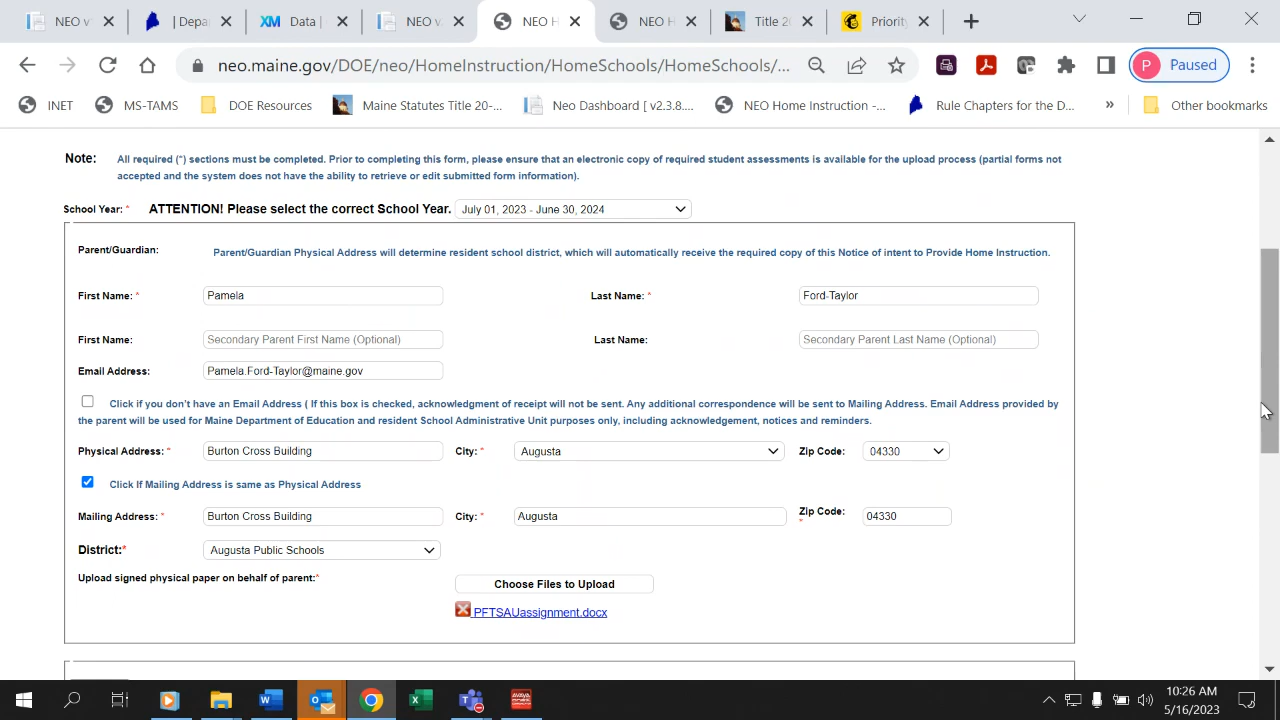 NEO v
| Depa
Data |
NEO v
NEO H
NEO H
Title 2
Priorit
neo.maine.gov/DOE/neo/HomeInstruction/HomeSchools/HomeSchools/...
P Paused
INET
MS-TAMS
DOE Resources
Maine Statutes Title 20-...
Neo Dashboard [ v2.3.8....
NEO Home Instruction -...
Rule Chapters for the D...
»
Other bookmarks
Note: All required (*) sections must be completed. Prior to completing this form, please ensure that an electronic copy of required student assessments is available for the upload process (partial forms not
accepted and the system does not have the ability to retrieve or edit submitted form information).
School Year: * ATTENTION! Please select the correct School Year. July 01, 2023 - June 30, 2024
Parent/Guardian: Parent/Guardian Physical Address will determine resident school district, which will automatically receive the required copy of this Notice of intent to Provide Home Instruction.
First Name: * Pamela Last Name: * Ford-Taylor
First Name: Secondary Parent First Name (Optional) Last Name: Secondary Parent Last Name (Optional)
Email Address: Pamela.Ford-Taylor@maine.gov
Click if you don't have an Email Address ( If this box is checked, acknowledgment of receipt will not be sent. Any additional correspondence will be sent to Mailing Address. Email Address provided by
the parent will be used for Maine Department of Education and resident School Administrative Unit purposes only, including acknowledgement, notices and reminders.
Physical Address: * Burton Cross Building City: * Augusta Zip Code: 04330
Click If Mailing Address is same as Physical Address
Mailing Address: * Burton Cross Building City: * Augusta Zip Code: * 04330
District:* Augusta Public Schools
Upload signed physical paper on behalf of parent:* Choose Files to Upload
PFTSAUassignment.docx
10:26 AM
5/16/2023